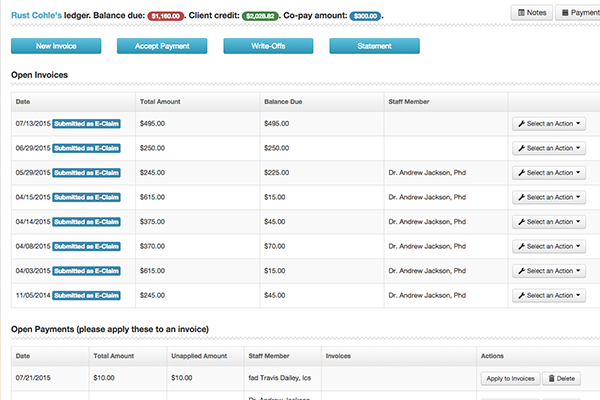 Rust Cohle's ledger. Balance due: $1,160.00. Client credit: $2,028.82. Co-pay amount: $300.00.
Notes
Payment
New Invoice
Accept Payment
Write-Offs
Statement
Open Invoices
Date Total Amount Balance Due Staff Member
07/13/2015 Submitted as E-Claim $495.00 $495.00 Select an Action
06/29/2015 Submitted as E-Claim $250.00 $250.00 Select an Action
05/29/2015 Submitted as E-Claim $245.00 $225.00 Dr. Andrew Jackson, Phd Select an Action
04/15/2015 Submitted as E-Claim $615.00 $15.00 Dr. Andrew Jackson, Phd Select an Action
04/14/2015 Submitted as E-Claim $375.00 $45.00 Dr. Andrew Jackson, Phd Select an Action
04/08/2015 Submitted as E-Claim $370.00 $70.00 Dr. Andrew Jackson, Phd Select an Action
04/03/2015 Submitted as E-Claim $615.00 $15.00 Dr. Andrew Jackson, Phd Select an Action
11/05/2014 Submitted as E-Claim $245.00 $45.00 Dr. Andrew Jackson, Phd Select an Action
Open Payments (please apply these to an invoice)
Date Total Amount Unapplied Amount Staff Member Invoices Actions
07/21/2015 $10.00 $10.00 fad Travis Dailey, lcs Apply to Invoices Delete
Dr. Andrew Jackson,